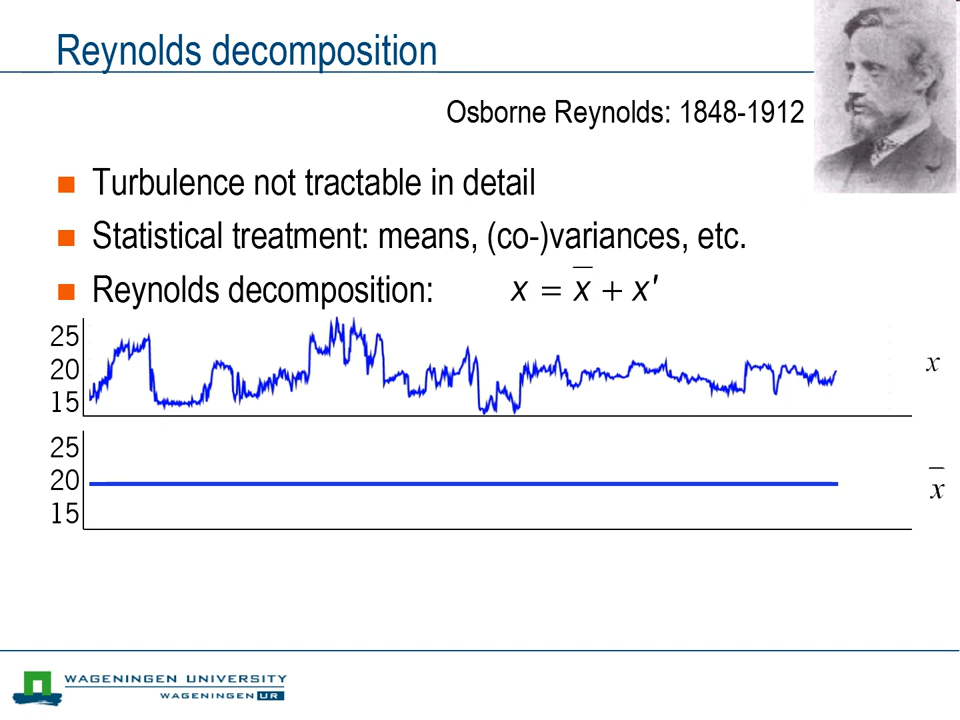 Reynolds decomposition
Osborne Reynolds: 1848-1912
Turbulence not tractable in detail
Statistical treatment: means, (co-)variances, etc.
Reynolds decomposition: x = x̅ + x'
25
20
15
x
25
20
15
x̅
WAGENINGEN UNIVERSITY
WAGENINGEN UR